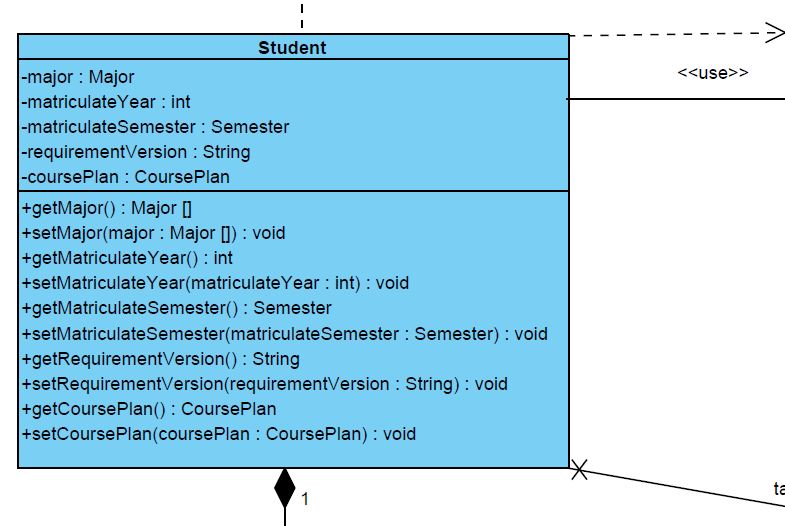 Student
-major : Major
<<use>>
-matriculateYear : int
-matriculateSemester : Semester
-requirementVersion : String
-coursePlan : CoursePlan
+getMajor() : Major []
+setMajor(major : Major []) : void
+getMatriculateYear() : int
+setMatriculateYear(matriculateYear : int) : void
+getMatriculateSemester() : Semester
+setMatriculateSemester(matriculateSemester : Semester) : void
+getRequirementVersion() : String
+setRequirementVersion(requirementVersion : String) : void
+getCoursePlan() : CoursePlan
+setCoursePlan(coursePlan : CoursePlan) : void
1